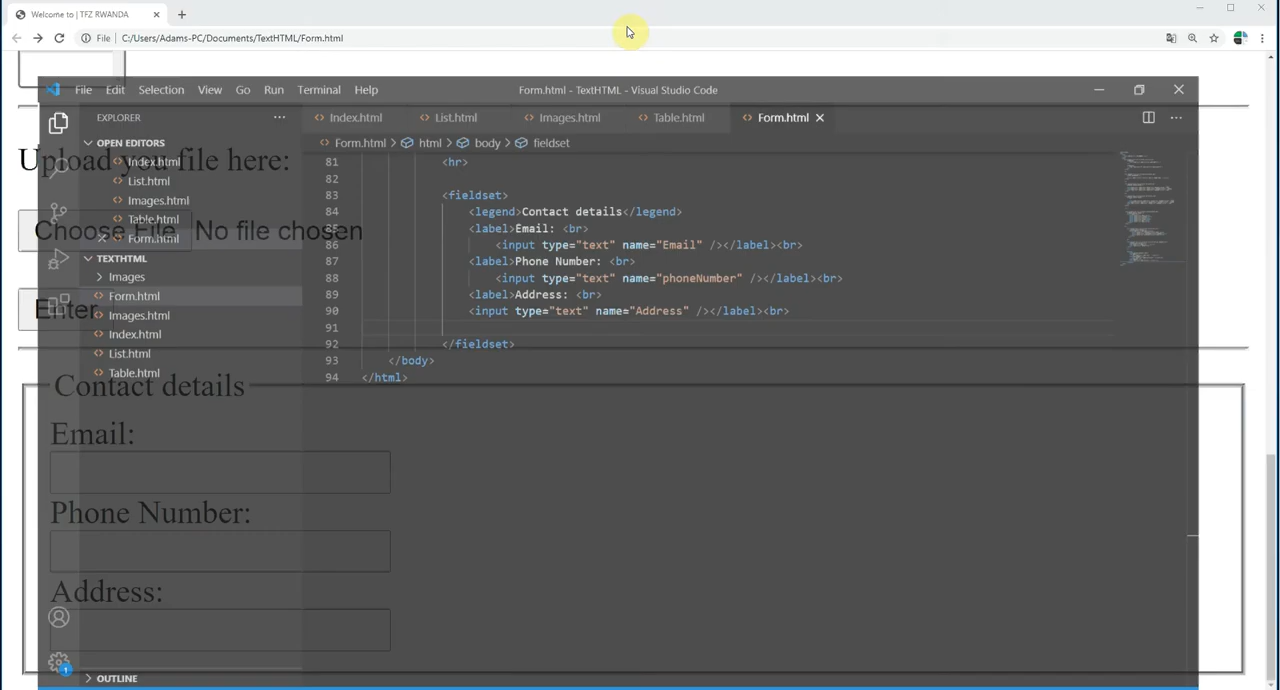 Welcome to | TFZ RWANDA
File C:/Users/Adams-PC/Documents/TextHTML/Form.html
File Edit Selection View Go Run Terminal Help Form.html - TextHTML - Visual Studio Code
EXPLORER Index.html List.html Images.html Table.html Form.html
OPEN EDITORS Form.html > html > body > fieldset
Index.html
List.html
Images.html
Table.html
Form.html
TEXTHTML
Images
Form.html
Images.html
Index.html
List.html
Table.html
OUTLINE
1
81 <hr>
82
83 <fieldset>
84 <legend>Contact details</legend>
85 <label>Email: <br>
86 <input type="text" name="Email" /></label><br>
87 <label>Phone Number: <br>
88 <input type="text" name="phoneNumber" /></label><br>
89 <label>Address: <br>
90 <input type="text" name="Address" /></label><br>
91
92 </fieldset>
93 </body>
94 </html>
Upload you file here:
Choose File No file chosen
Enter
Contact details
Email:
Phone Number:
Address: